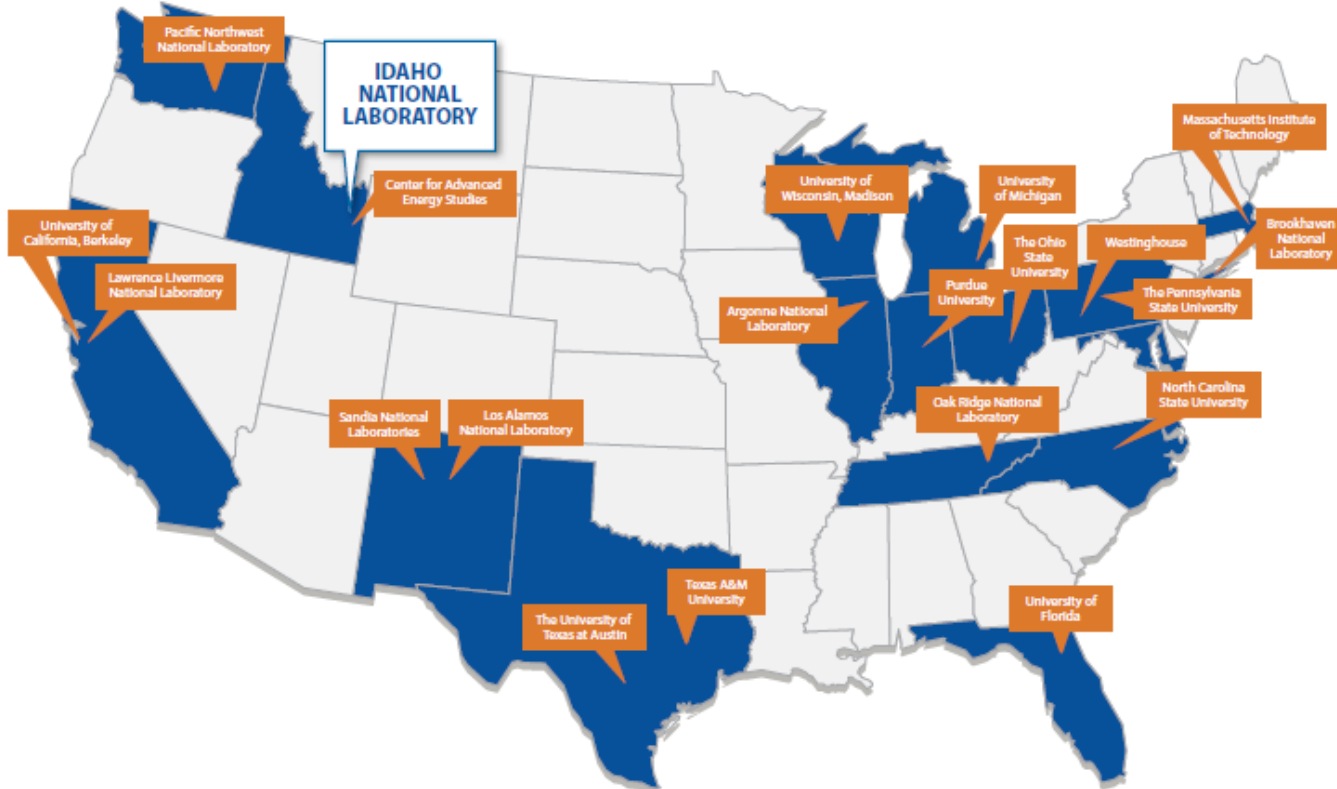 Pacific Northwest
National Laboratory
IDAHO
NATIONAL
LABORATORY
Massachusetts Institute
of Technology
Center for Advanced
Energy Studies
University of
Wisconsin, Madison
University
of Michigan
University of
California, Berkeley
The Ohio
State
University
Westinghouse
Brookhaven
National
Laboratory
Lawrence Livermore
National Laboratory
Purdue
University
The Pennsylvania
State University
Argonne National
Laboratory
North Carolina
State University
Oak Ridge National
Laboratory
Sandia National
Laboratories
Los Alamos
National Laboratory
Texas A&M
University
The University of
Texas at Austin
University of
Florida